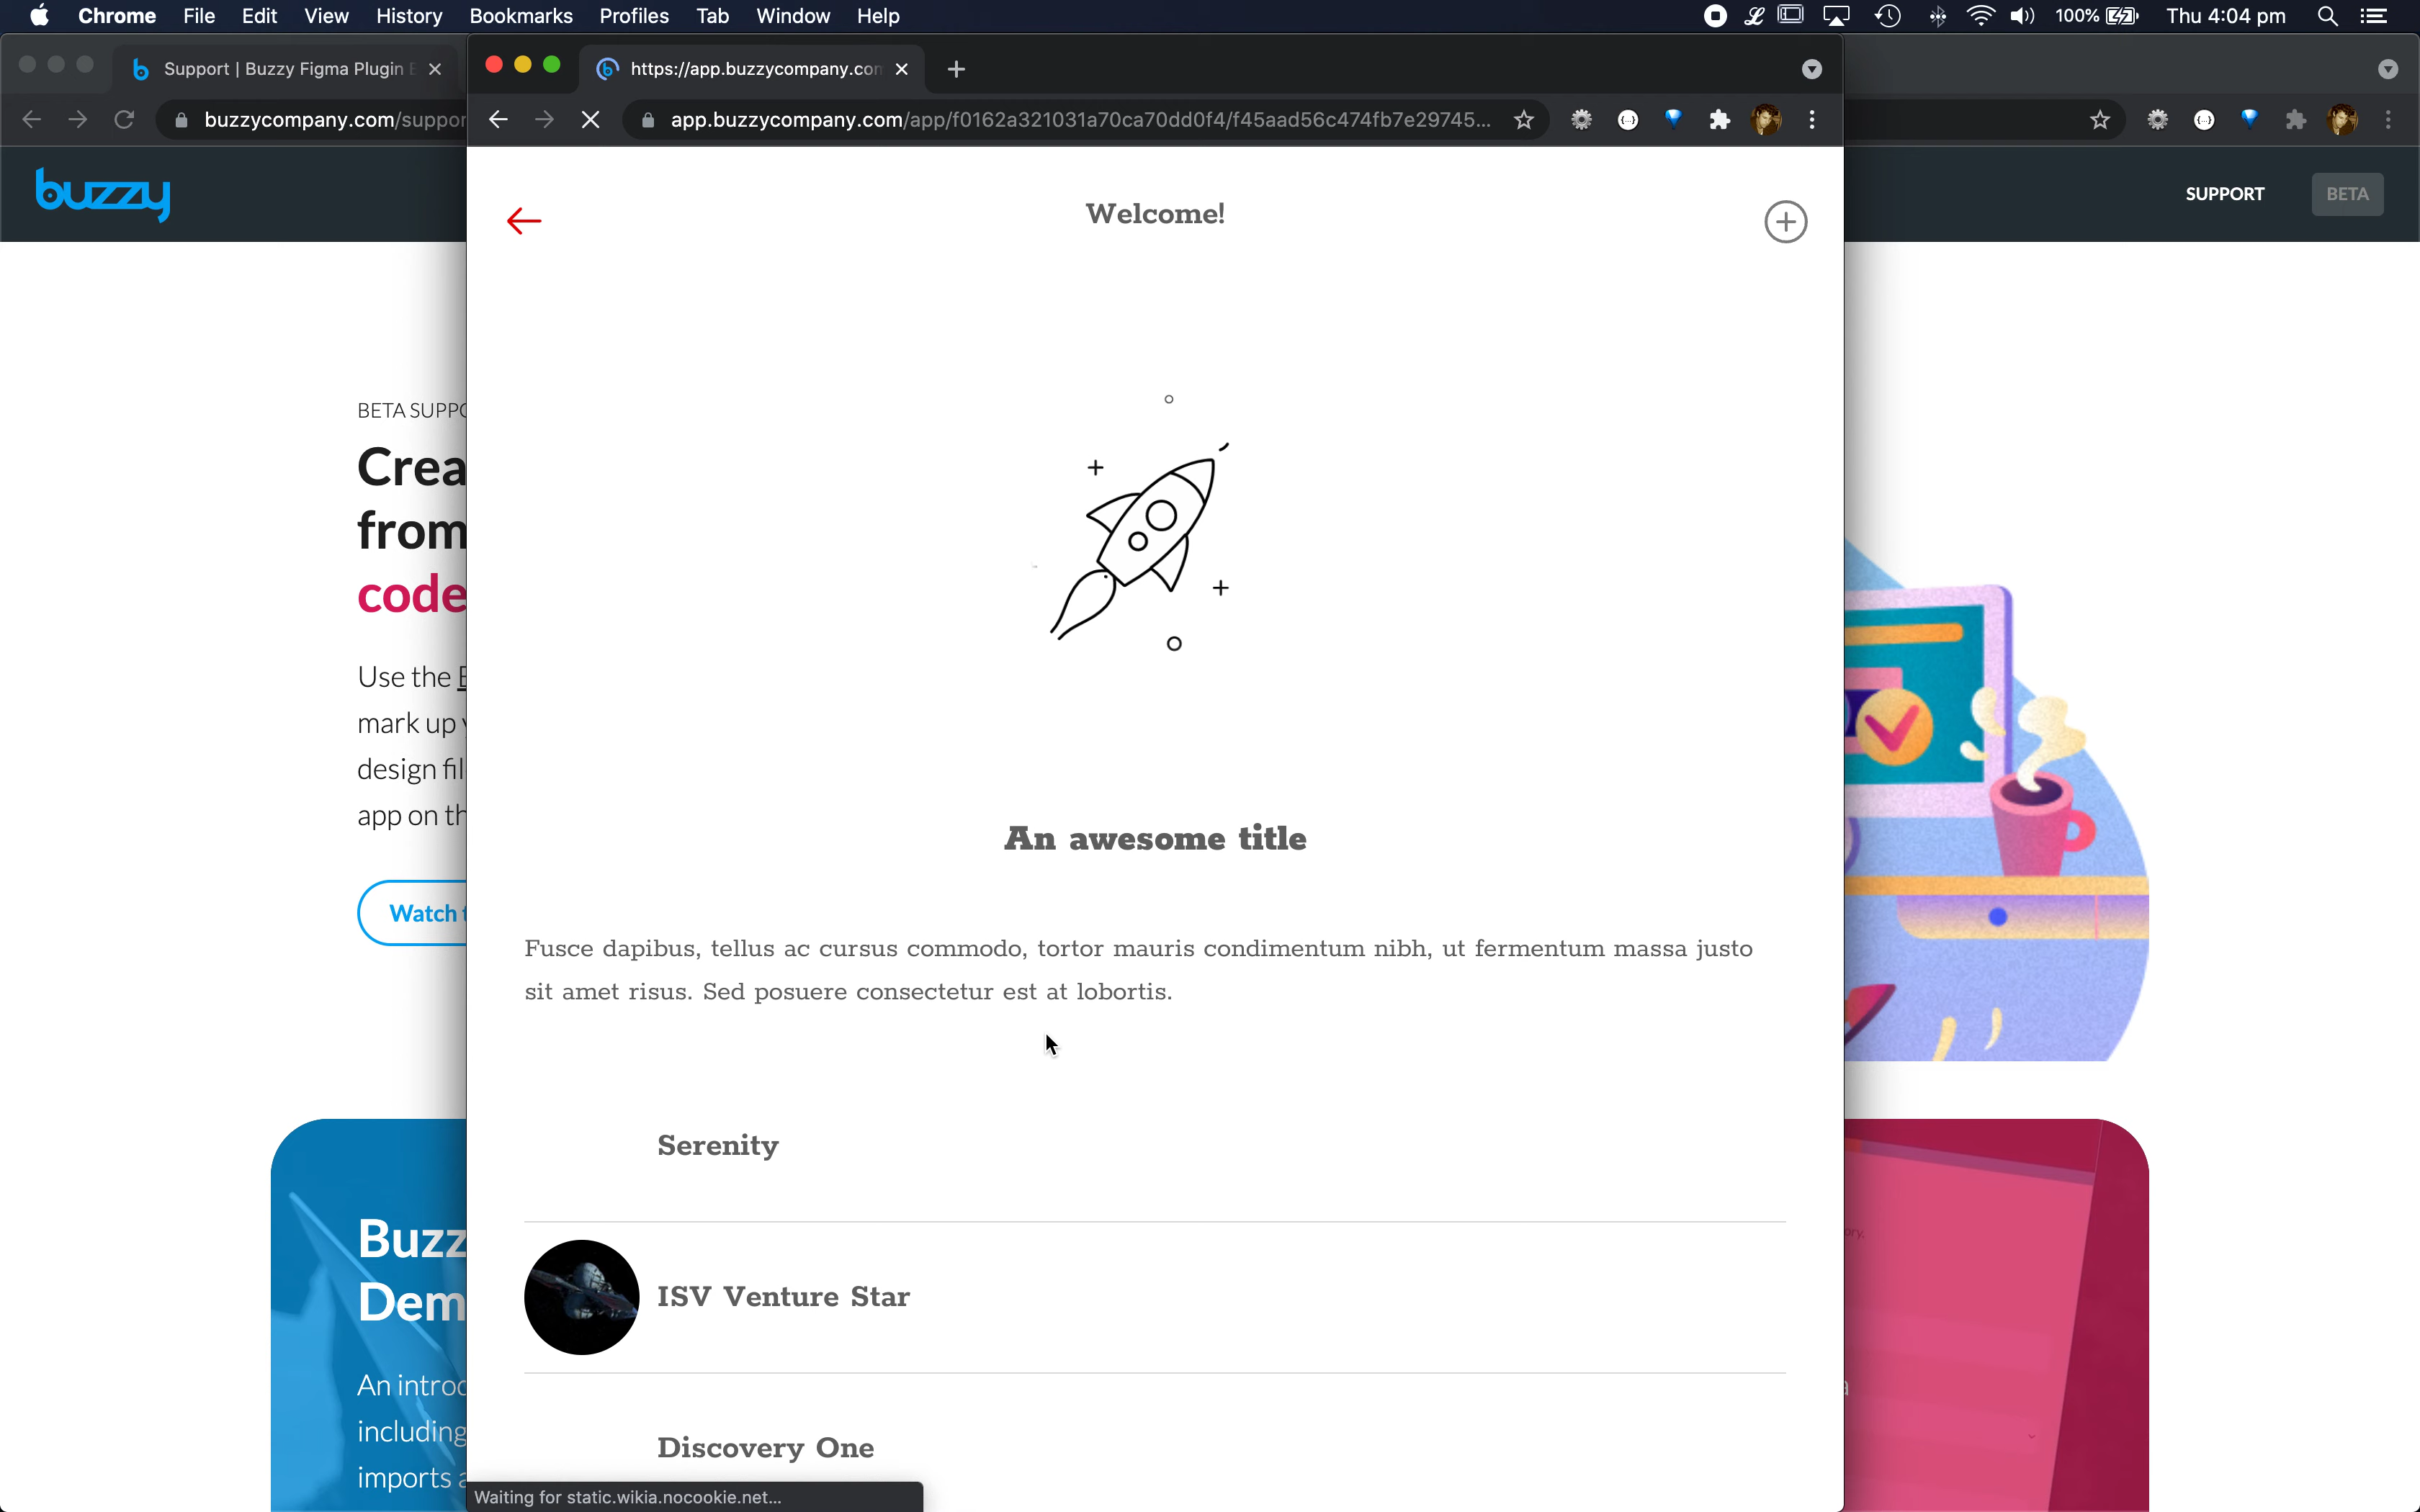 Chrome File Edit View History Bookmarks Profiles Tab Window Help 100% Thu 4:04 pm
Support | Buzzy Figma Plugin
https://app.buzzycompany.com
buzzycompany.com/suppor
app.buzzycompany.com/app/f0162a321031a70ca70dd0f4/f45aad56c474fb7e29745...
buzzy
SUPPORT
BETA
Welcome!
BETA SUPPO
Crea
from
code
Use the
mark up
design fil
app on th
Watch t
An awesome title
Fusce dapibus, tellus ac cursus commodo, tortor mauris condimentum nibh, ut fermentum massa justo
sit amet risus. Sed posuere consectetur est at lobortis.
Serenity
ISV Venture Star
Discovery One
Buzz
Dem
An introd
including
imports a
Waiting for static.wikia.nocookie.net...